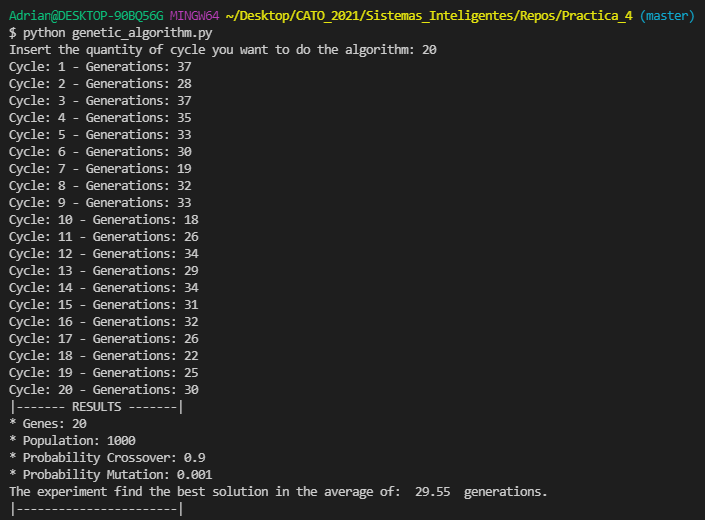 Adrian@DESKTOP-90BQ56G MINGW64 ~/Desktop/CATO_2021/Sistemas_Inteligentes/Repos/Practica_4 (master)
$ python genetic_algorithm.py
Insert the quantity of cycle you want to do the algorithm: 20
Cycle: 1 - Generations: 37
Cycle: 2 - Generations: 28
Cycle: 3 - Generations: 37
Cycle: 4 - Generations: 35
Cycle: 5 - Generations: 33
Cycle: 6 - Generations: 30
Cycle: 7 - Generations: 19
Cycle: 8 - Generations: 32
Cycle: 9 - Generations: 33
Cycle: 10 - Generations: 18
Cycle: 11 - Generations: 26
Cycle: 12 - Generations: 34
Cycle: 13 - Generations: 29
Cycle: 14 - Generations: 34
Cycle: 15 - Generations: 31
Cycle: 16 - Generations: 32
Cycle: 17 - Generations: 26
Cycle: 18 - Generations: 22
Cycle: 19 - Generations: 25
Cycle: 20 - Generations: 30
|------- RESULTS -------|
* Genes: 20
* Population: 1000
* Probability Crossover: 0.9
* Probability Mutation: 0.001
The experiment find the best solution in the average of:  29.55  generations.
|-----------------------|